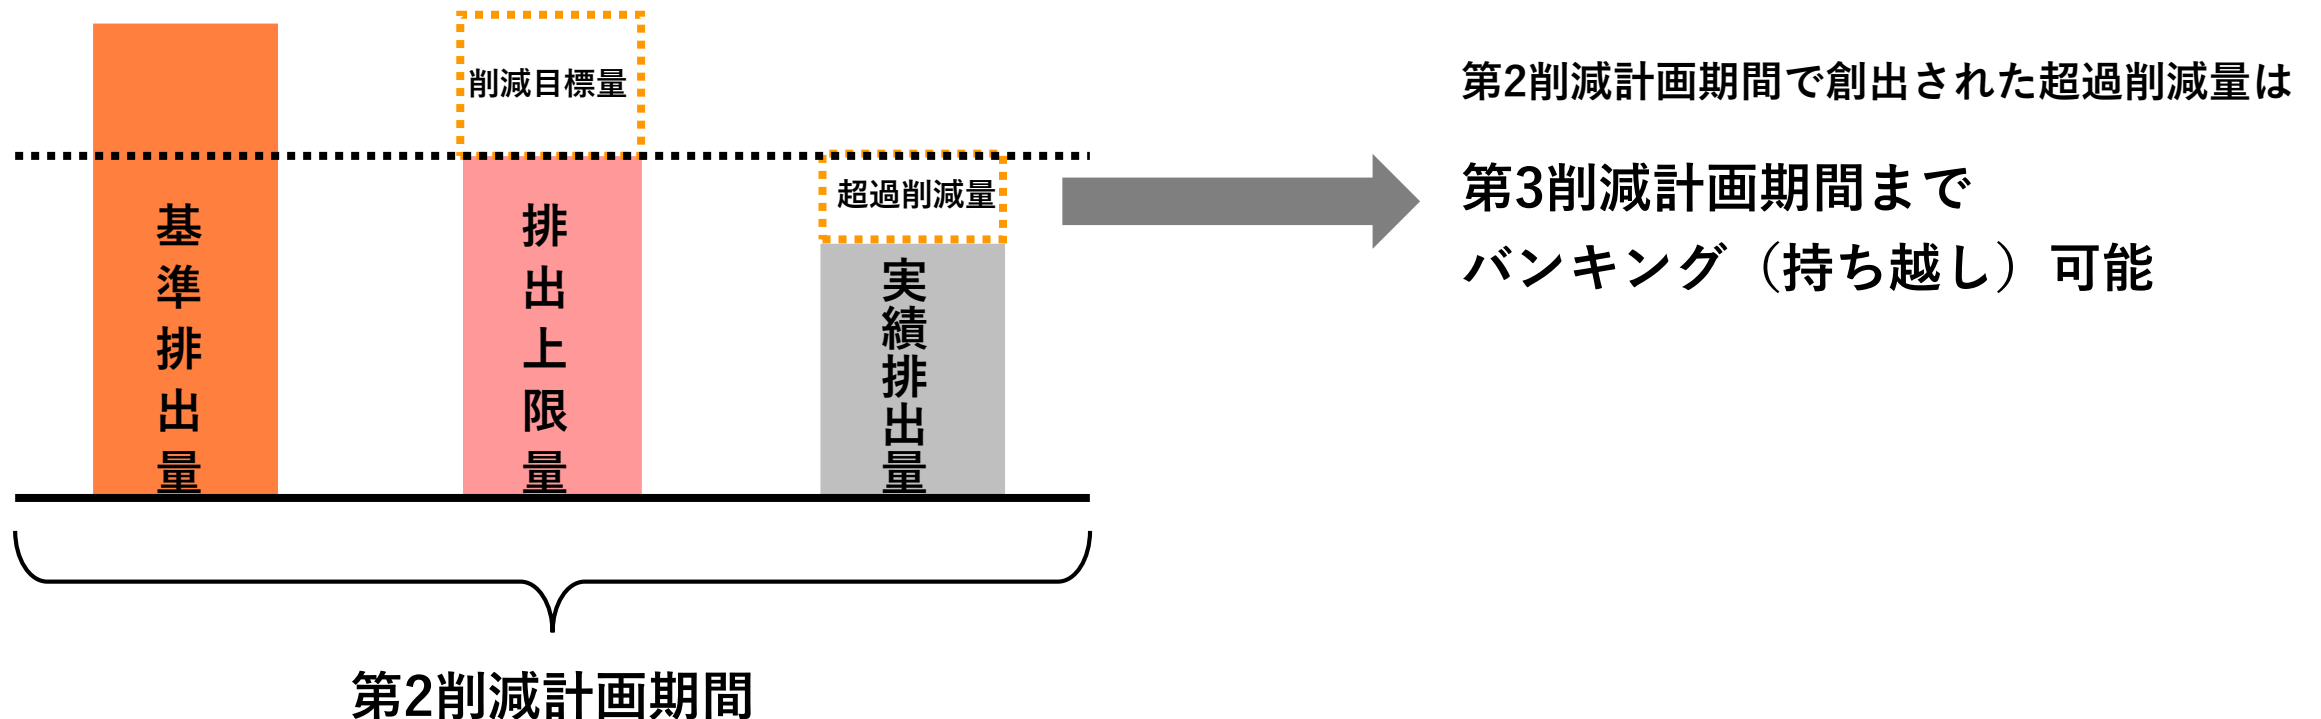 削減目標量
超過削減量
基準排出量
排出上限量
実績排出量
第2削減計画期間
第2削減計画期間で創出された超過削減量は
第3削減計画期間まで
バンキング（持ち越し）可能